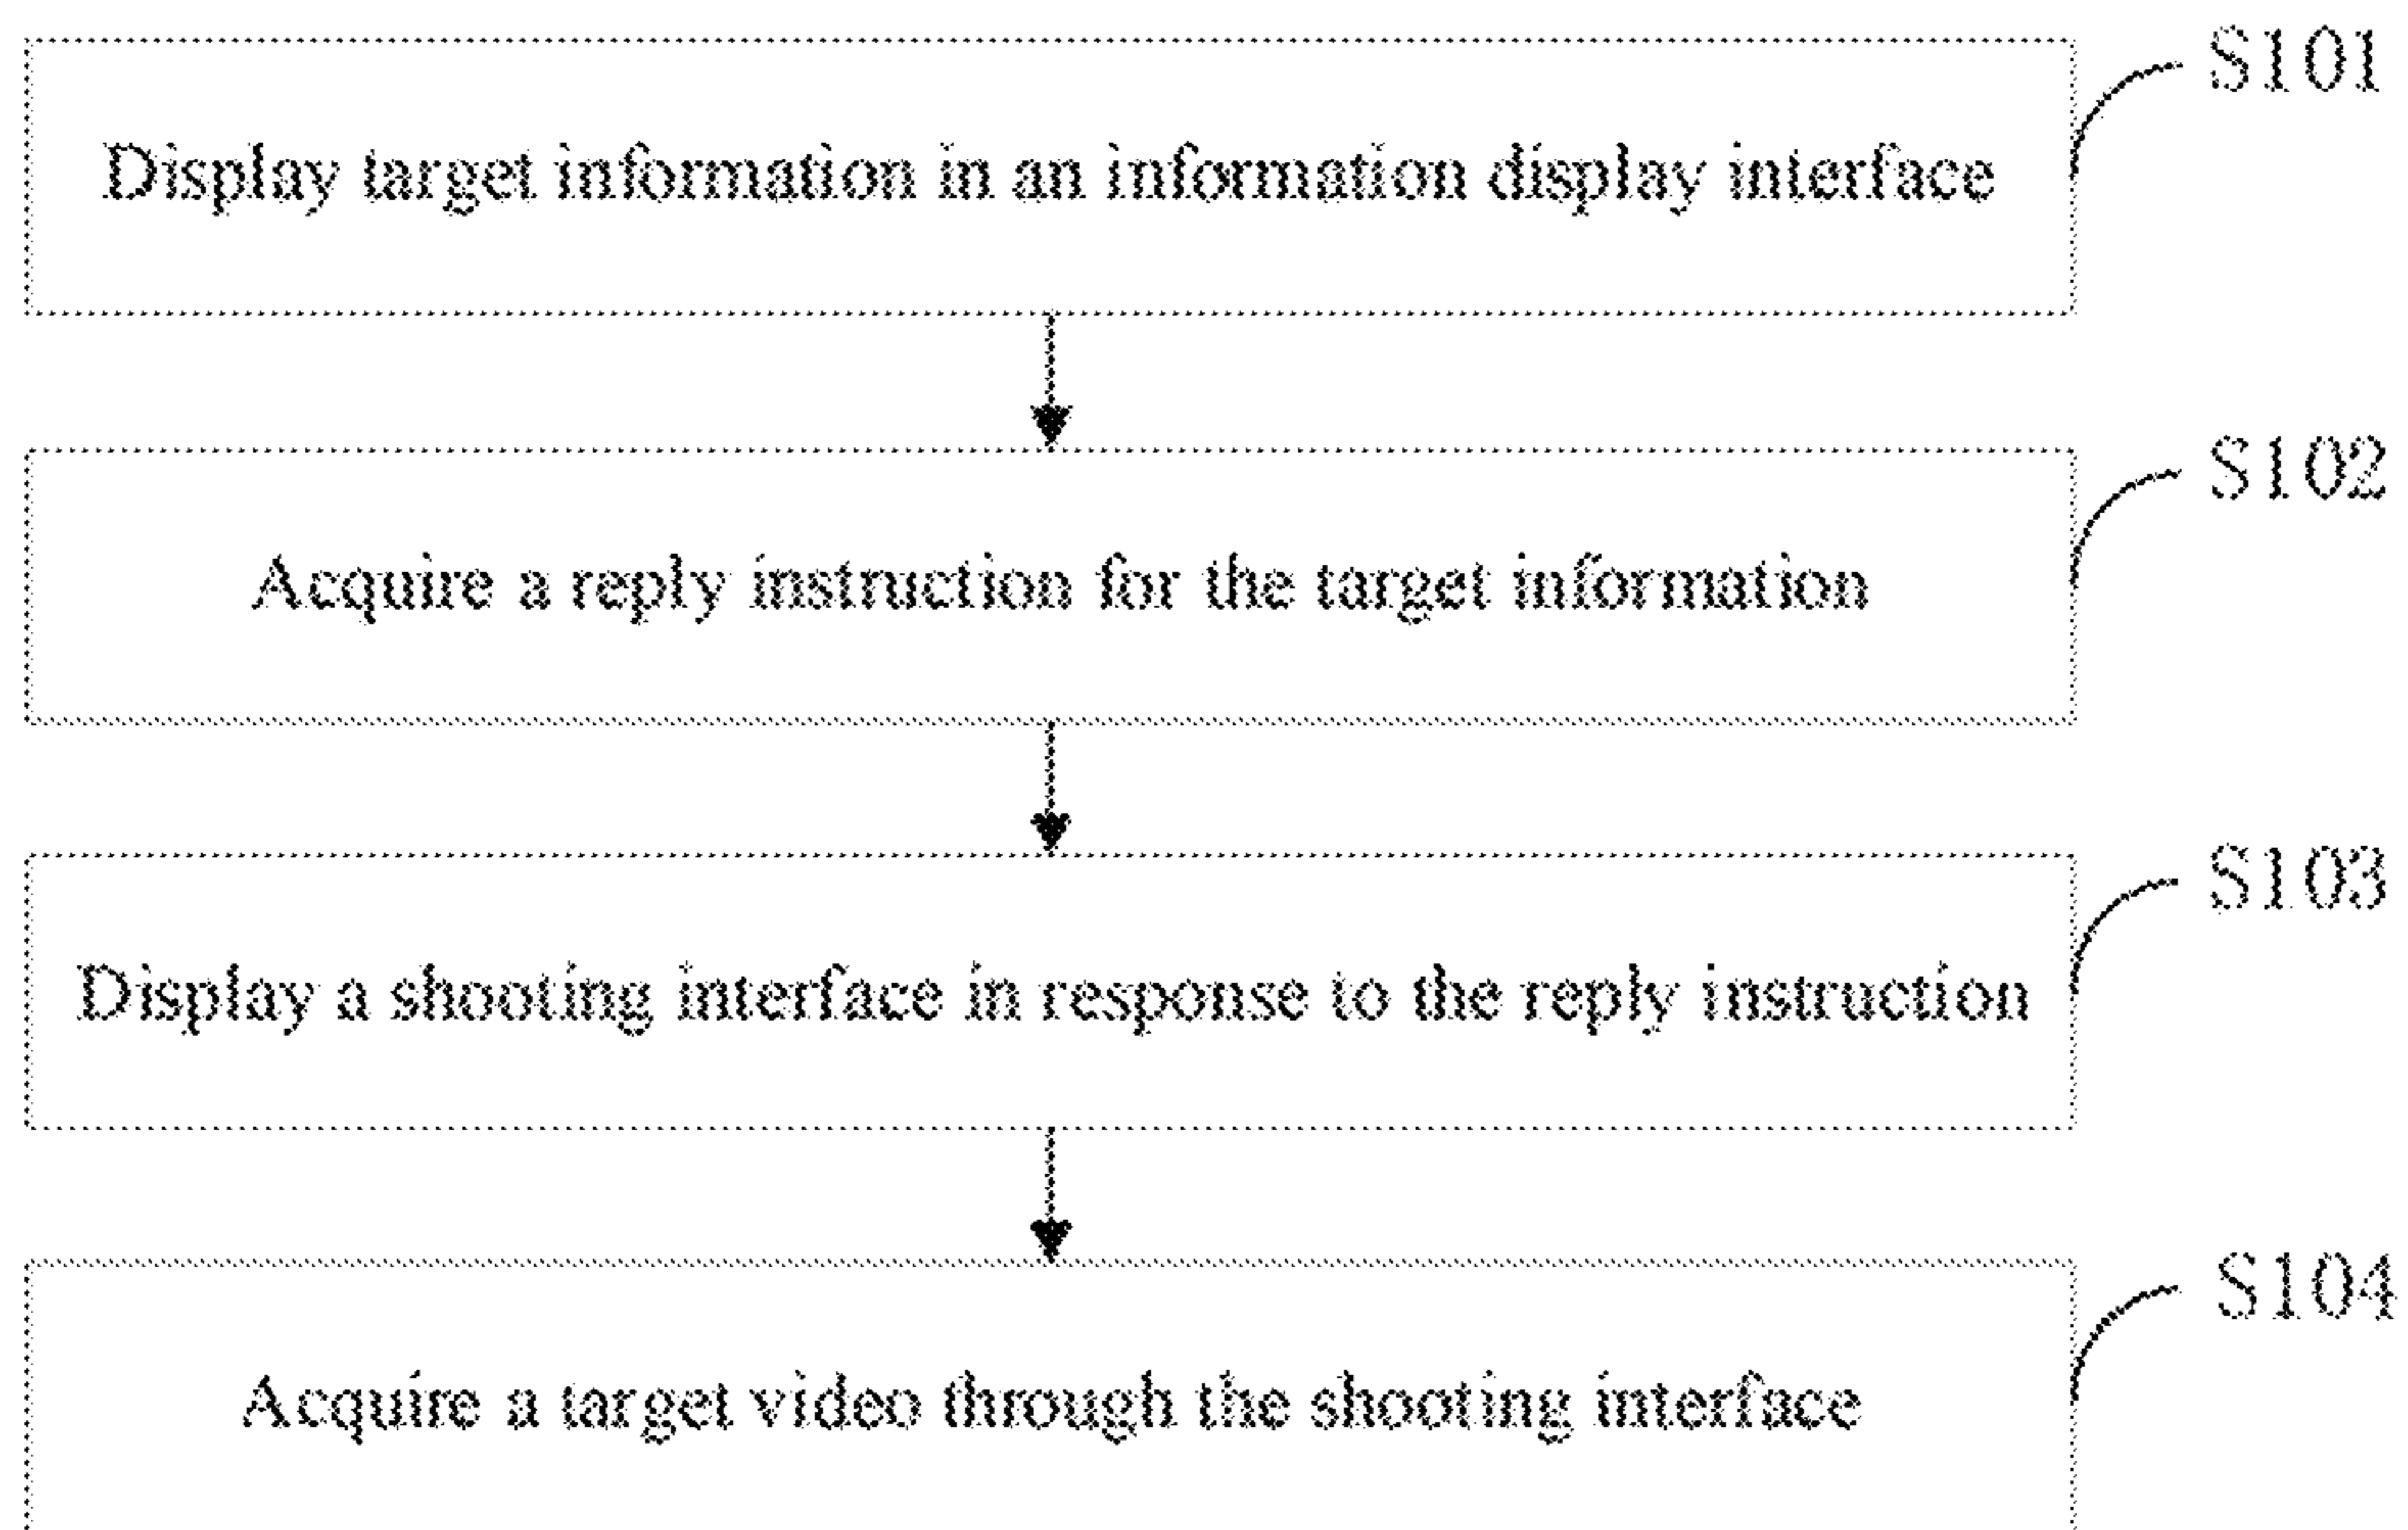 S101
Display target information in an information display interface
S102
Acquire a reply instruction for the target information
S103
Display a shooting interface in response to the reply instruction
S104
Acquire a target video through the shooting interface